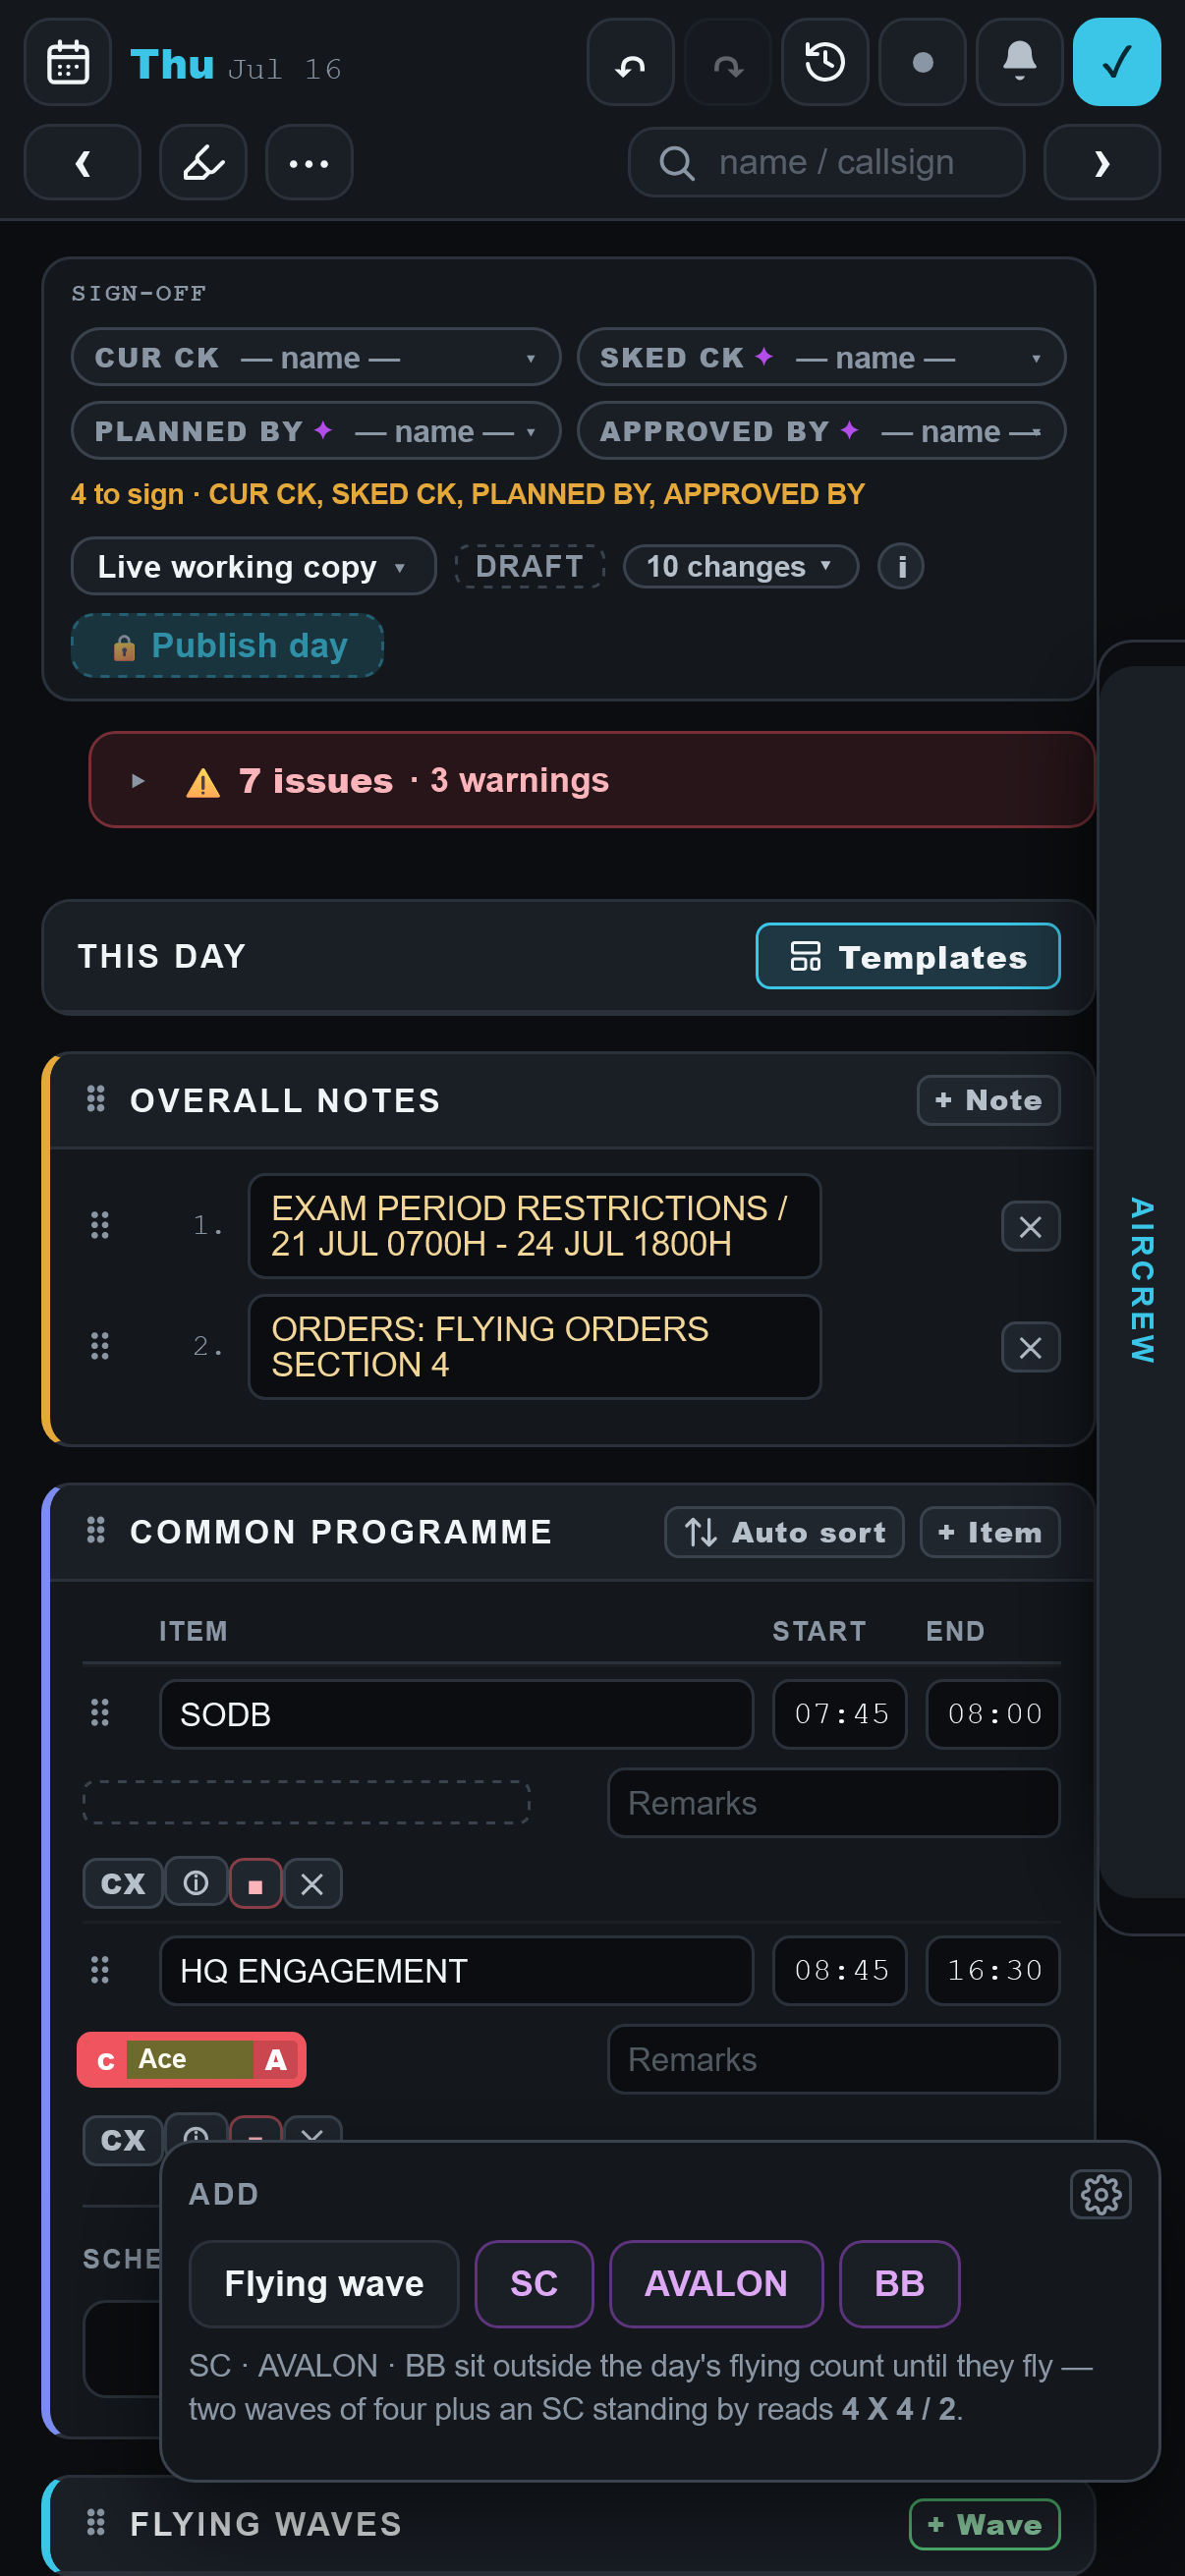 Thu Jul 16
name / callsign
SIGN-OFF
CUR CK — name —
SKED CK ✦ — name —
PLANNED BY ✦ — name —
APPROVED BY ✦ — name —
4 to sign · CUR CK, SKED CK, PLANNED BY, APPROVED BY
Live working copy
DRAFT
10 changes
i
Publish day
7 issues · 3 warnings
THIS DAY
Templates
OVERALL NOTES
+ Note
1.
EXAM PERIOD RESTRICTIONS /
21 JUL 0700H - 24 JUL 1800H
2.
ORDERS: FLYING ORDERS
SECTION 4
AIRCREW
COMMON PROGRAMME
Auto sort
+ Item
ITEM START END
SODB 07:45 08:00
Remarks
CX
HQ ENGAGEMENT 08:45 16:30
c Ace A
Remarks
CX
ADD
SCHE
Flying wave
SC
AVALON
BB
SC · AVALON · BB sit outside the day's flying count until they fly —
two waves of four plus an SC standing by reads 4 X 4 / 2.
FLYING WAVES
+ Wave